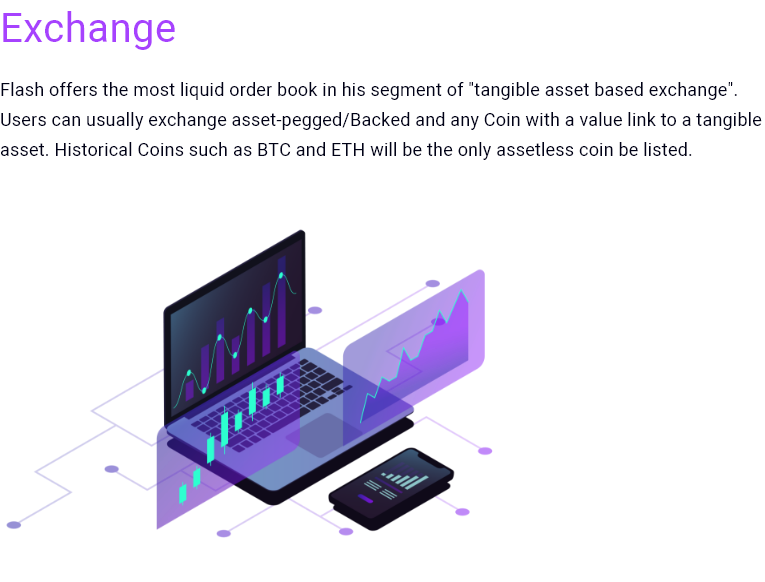 Exchange
Flash offers the most liquid order book in his segment of "tangible asset based exchange".
Users can usually exchange asset-pegged/Backed and any Coin with a value link to a tangible
asset. Historical Coins such as BTC and ETH will be the only assetless coin be listed.